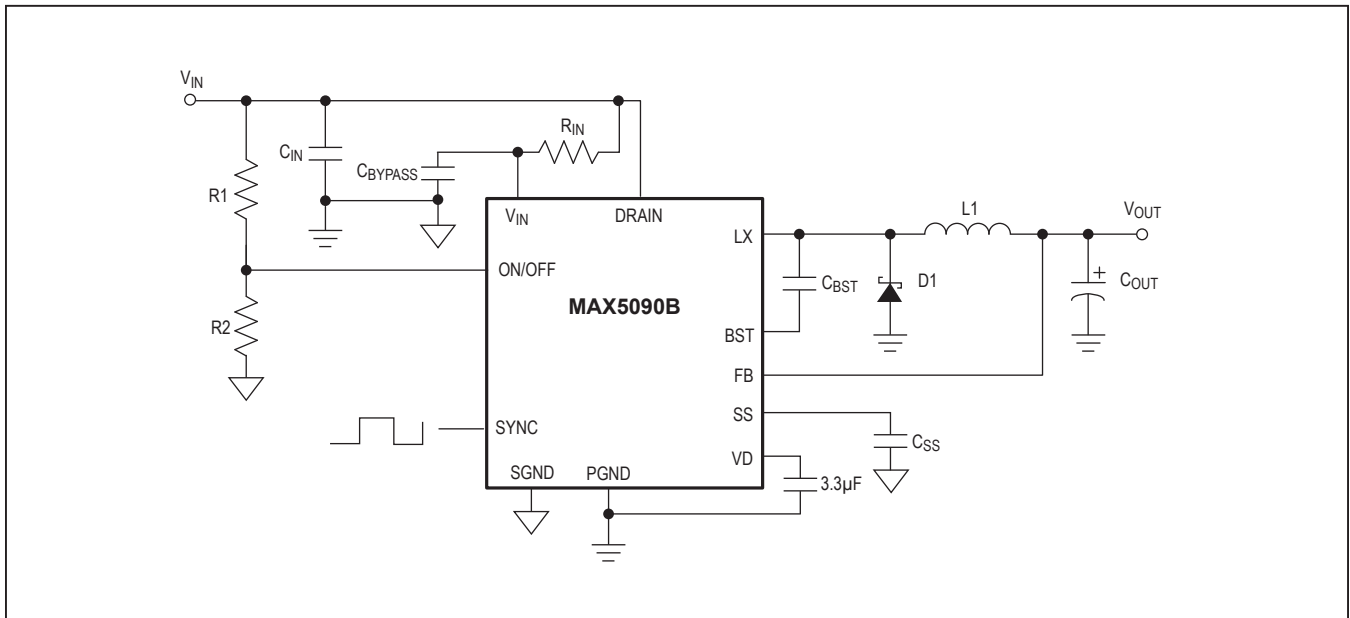 VIN
RIN
CIN
CBYPASS
R1
VIN
DRAIN
LX
L1
VOUT
ON/OFF
CBST
D1
+
COUT
MAX5090B
R2
BST
FB
SS
SYNC
CSS
VD
SGND
PGND
3.3µF